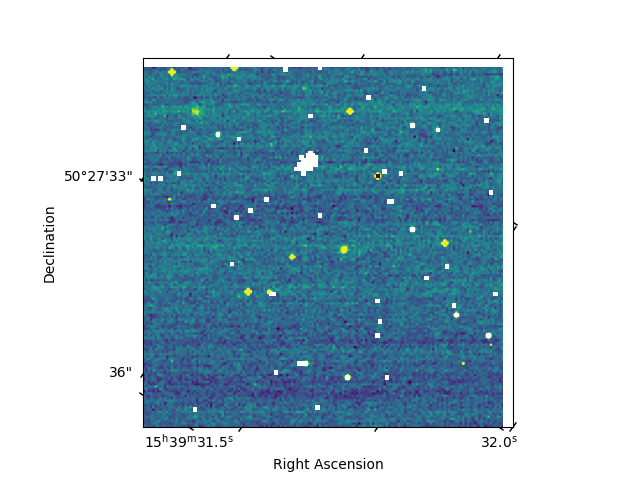 50°27'33"
Declination
36"
15ʰ39ᵐ31.5ˢ
32.0ˢ
Right Ascension